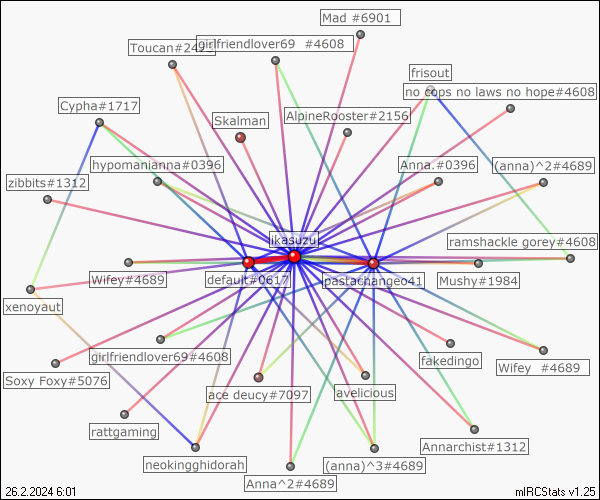 Mad #6901
Toucan#2473
girlfriendlover69  #4608
frisout
no cops no laws no hope#4608
Cypha#1717
Skalman
AlpineRooster#2156
hypomananna#0396
Anna.#0396
(anna)^2#4689
zibbits#1312
ikasuzu
ramshackle gorey#4608
Wifey#4689
default#0617
pastachangeo41
Mushy#1984
xenoyaut
girlfriendlover69#4608
fakedingo
Wifey  #4689
Soxy Foxy#5076
ace deucy#7097
avelicious
rattgaming
Annarchist#1312
neokingghidorah
(anna)^3#4689
Anna^2#4689
26.2.2024 6:01
mIRCStats v1.25